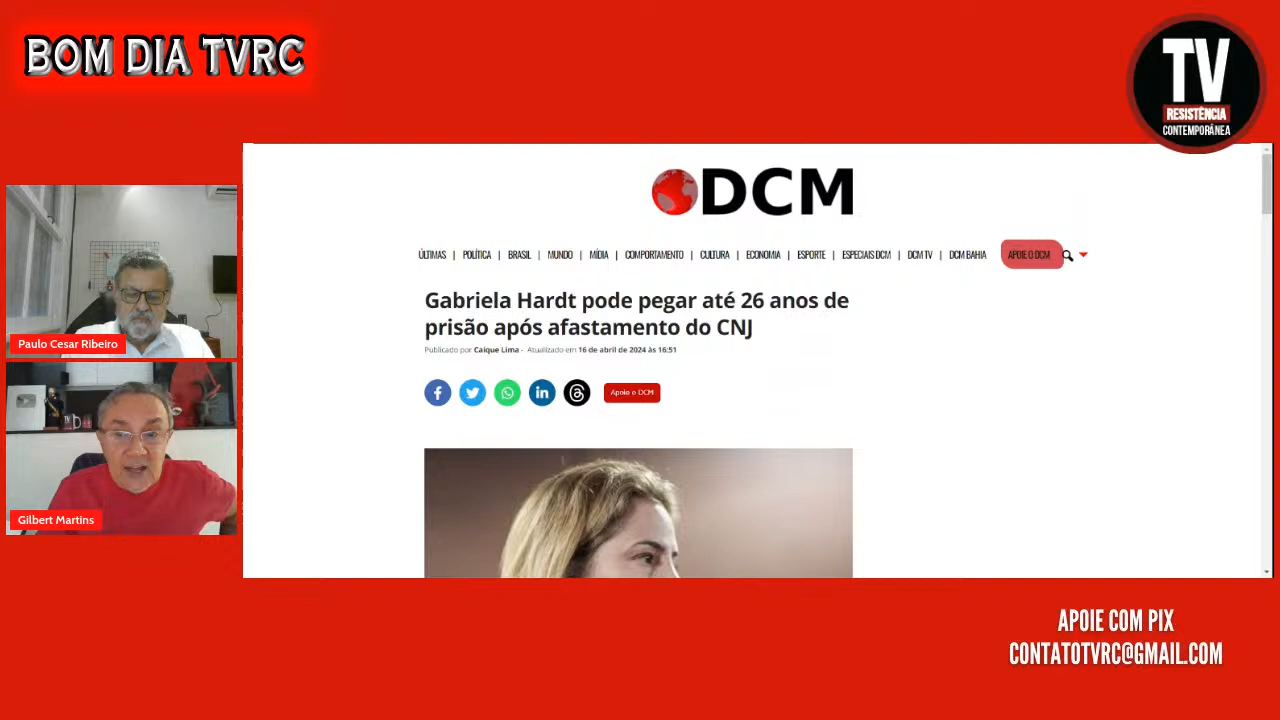 BOM DIA TVRC
TV
RESISTÊNCIA
CONTEMPORÂNEA
DCM
ÚLTIMAS | POLÍTICA | BRASIL | MUNDO | MÍDIA | COMPORTAMENTO | CULTURA | ECONOMIA | ESPORTE | ESPECIAIS DCM | DCM TV | DCM BAHIA APOIE O DCM
Gabriela Hardt pode pegar até 26 anos de
prisão após afastamento do CNJ
Publicado por Caique Lima - Atualizado em 16 de abril de 2024 às 16:51
Apoie o DCM
Paulo Cesar Ribeiro
Gilbert Martins
APOIE COM PIX
CONTATOTVRC@GMAIL.COM